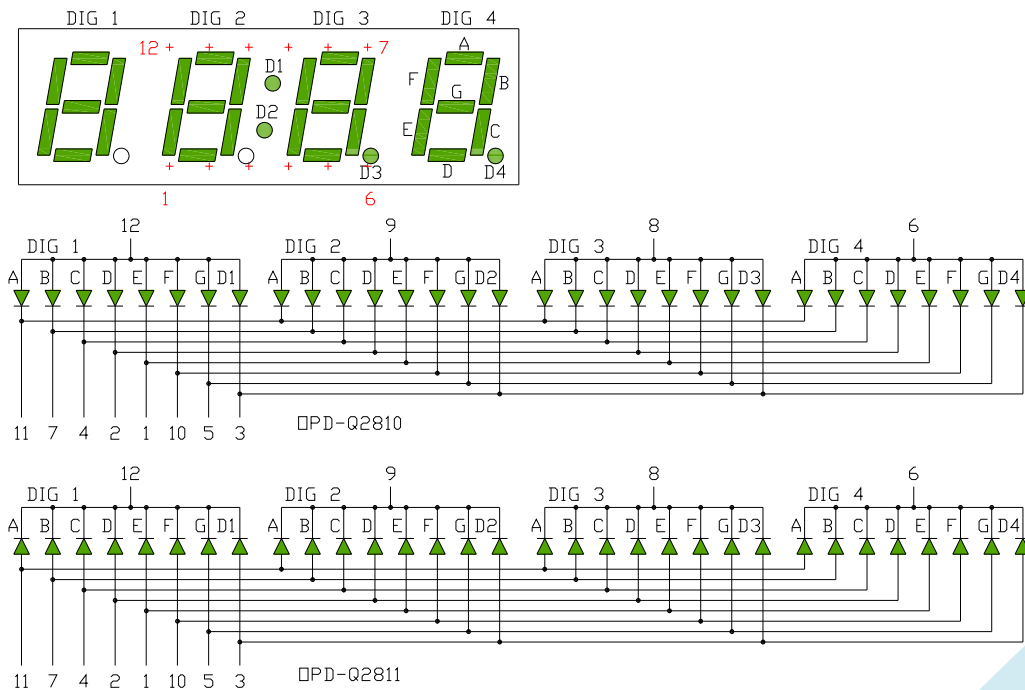 DIG 1 DIG 2 DIG 3 DIG 4
12 7
A
D1
F B
G
D2
E C
D3 D D4
1 6
12 9 8 6
DIG 1 DIG 2 DIG 3 DIG 4
A B C D E F G D1 A B C D E F G D2 A B C D E F G D3 A B C D E F G D4
11 7 4 2 1 10 5 3
OPD-Q2810
12 9 8 6
DIG 1 DIG 2 DIG 3 DIG 4
A B C D E F G D1 A B C D E F G D2 A B C D E F G D3 A B C D E F G D4
11 7 4 2 1 10 5 3
OPD-Q2811